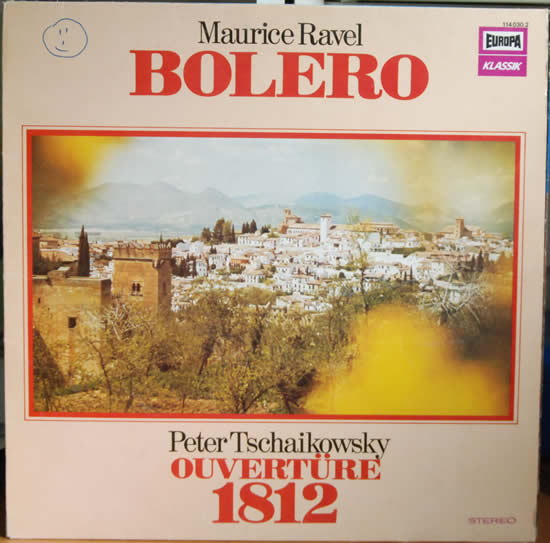 Maurice Ravel
BOLERO
114 030.2
EUROPA
KLASSIK
Peter Tschaikowsky
OUVERTÜRE
1812
STEREO